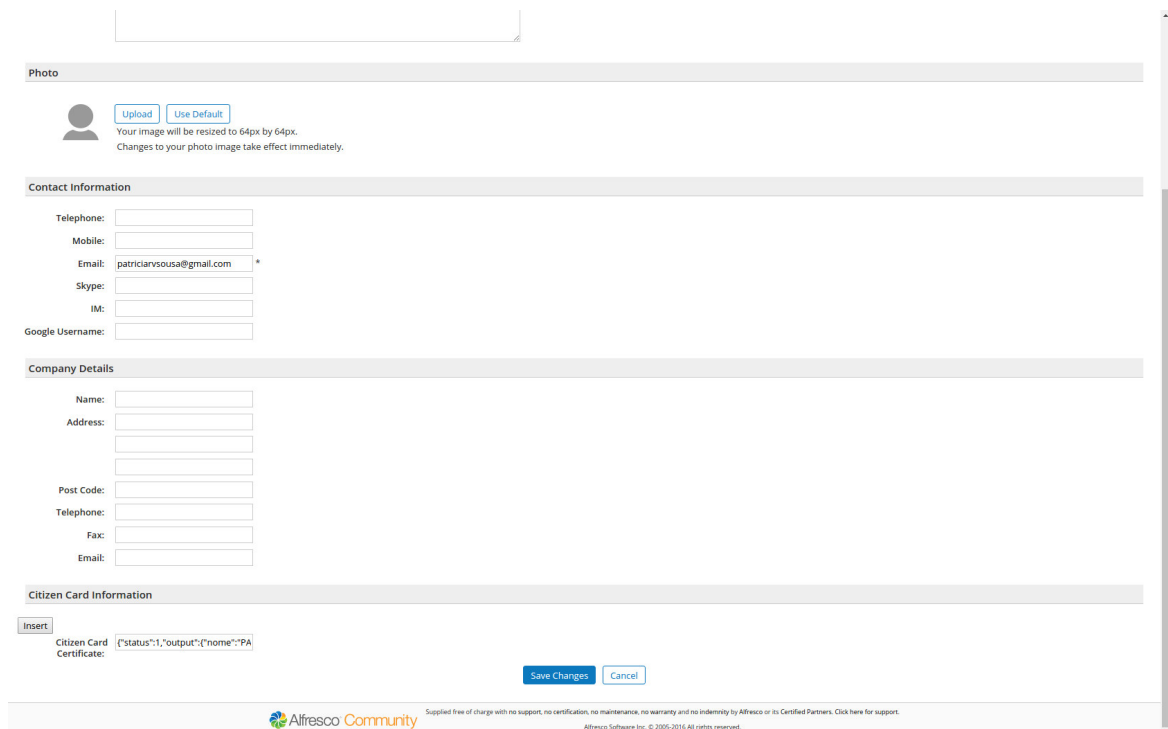 Photo
Upload Use Default
Your image will be resized to 64px by 64px.
Changes to your photo image take effect immediately.
Contact Information
Telephone:
Mobile:
Email: patriciarvsousa@gmail.com *
Skype:
IM:
Google Username:
Company Details
Name:
Address:
Post Code:
Telephone:
Fax:
Email:
Citizen Card Information
Insert
Citizen Card {"status":1,"output":{"nome":"PA
Certificate:
Save Changes Cancel
Alfresco Community
Supplied free of charge with no support, no certification, no maintenance, no warranty and no indemnity by Alfresco or its Certified Partners. Click here for support.
Alfresco Software Inc. © 2005-2016 All rights reserved.